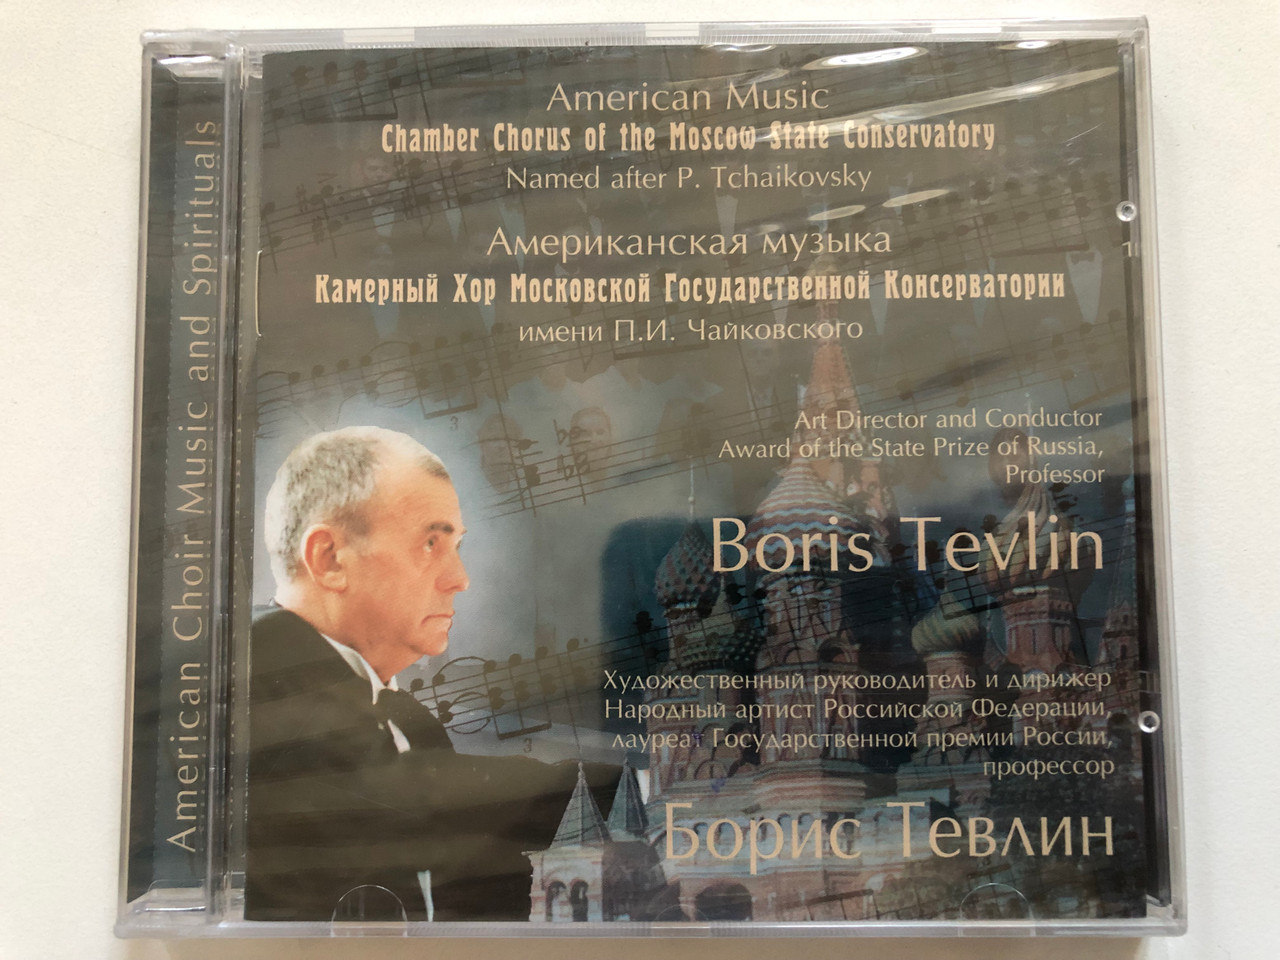 American Choir Music and Spirituals
American Music
Chamber Chorus of the Moscow State Conservatory
Named after P. Tchaikovsky
Американская музыка
Камерный Хор Московской Государственной Консерватории
имени П.И. Чайковского
Art Director and Conductor
Award of the State Prize of Russia,
Professor
Boris Tevlin
Художественный руководитель и дирижер
Народный артист Российской Федерации,
лауреат Государственной премии России,
профессор
Борис Тевлин
3
3